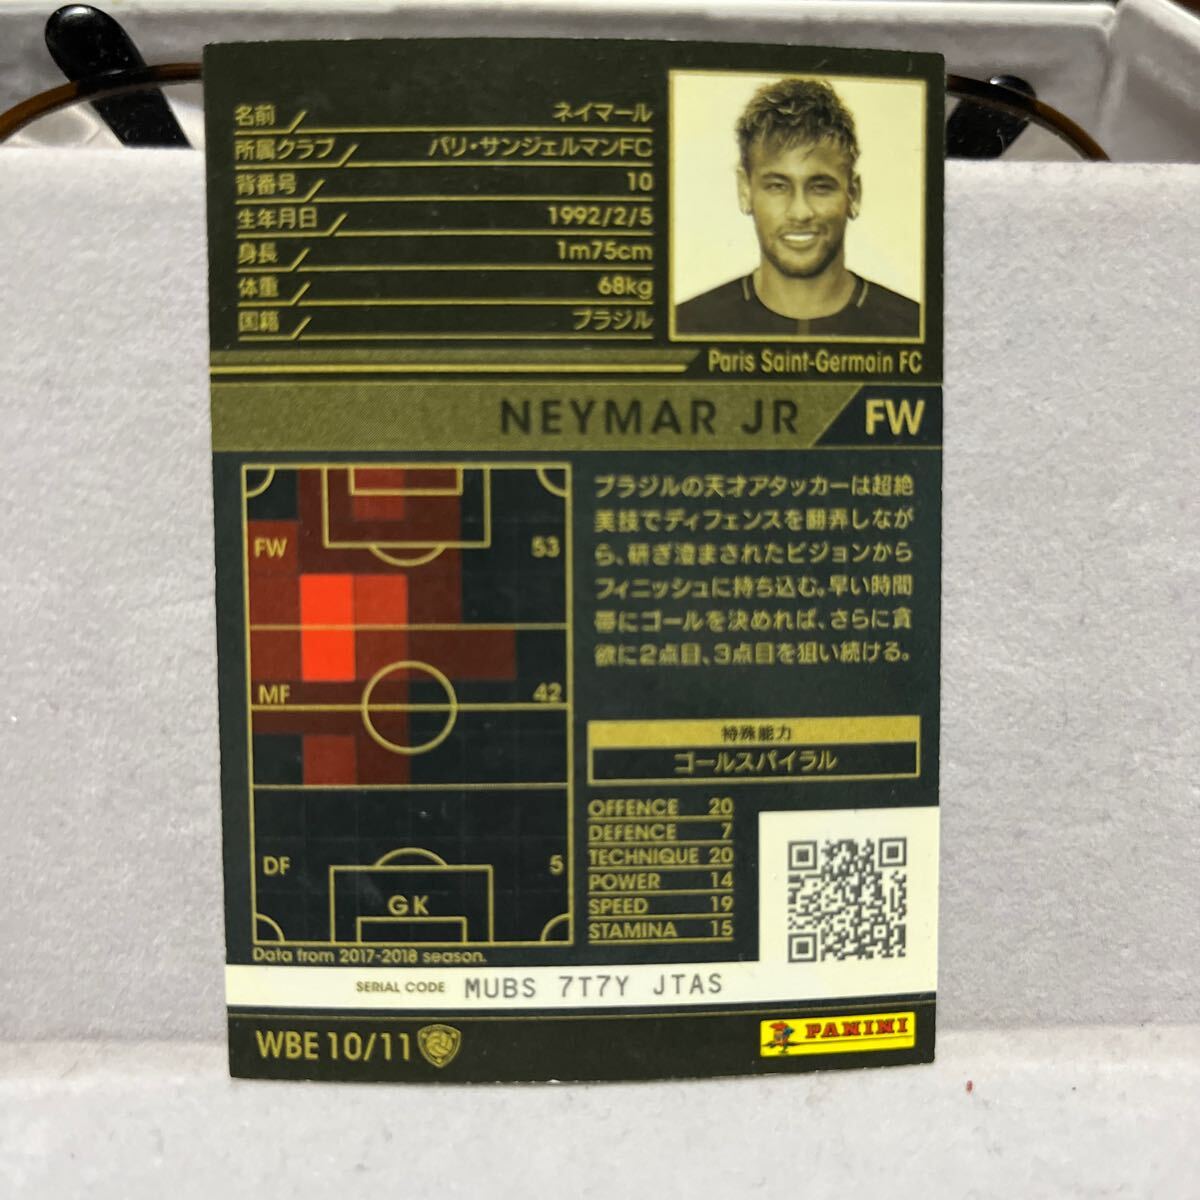 名前 ネイマール
所属クラブ パリ・サンジェルマンFC
背番号 10
生年月日 1992/2/5
身長 1m75cm
体重 68kg
国籍 ブラジル
Paris Saint-Germain FC
NEYMAR JR FW
FW 53
MF 42
DF 5
GK
Data from 2017-2018 season.
ブラジルの天才アタッカーは超絶
美技でディフェンスを翻弄しなが
ら、研ぎ澄まされたビジョンから
フィニッシュに持ち込む。早い時間
帯にゴールを決めれば、さらに貪
欲に2点目、3点目を狙い続ける。
特殊能力
ゴールスパイラル
OFFENCE 20
DEFENCE 7
TECHNIQUE 20
POWER 14
SPEED 19
STAMINA 15
SERIAL CODE MUBS 7T7Y JTAS
WBE 10/11
PANINI